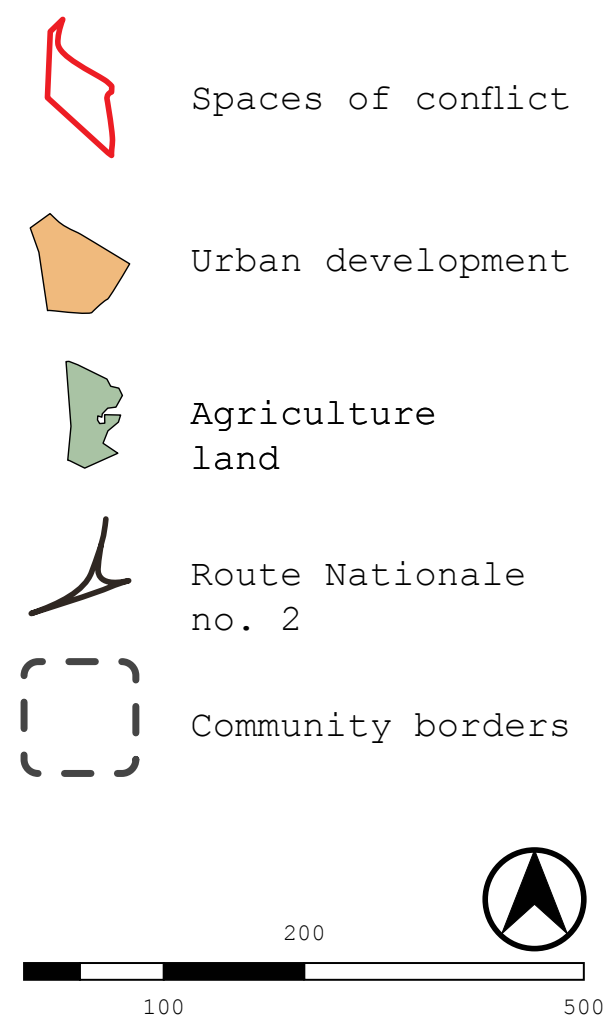 Spaces of conflict
Urban development
Agriculture
land
Route Nationale
no. 2
Community borders
200
100
500